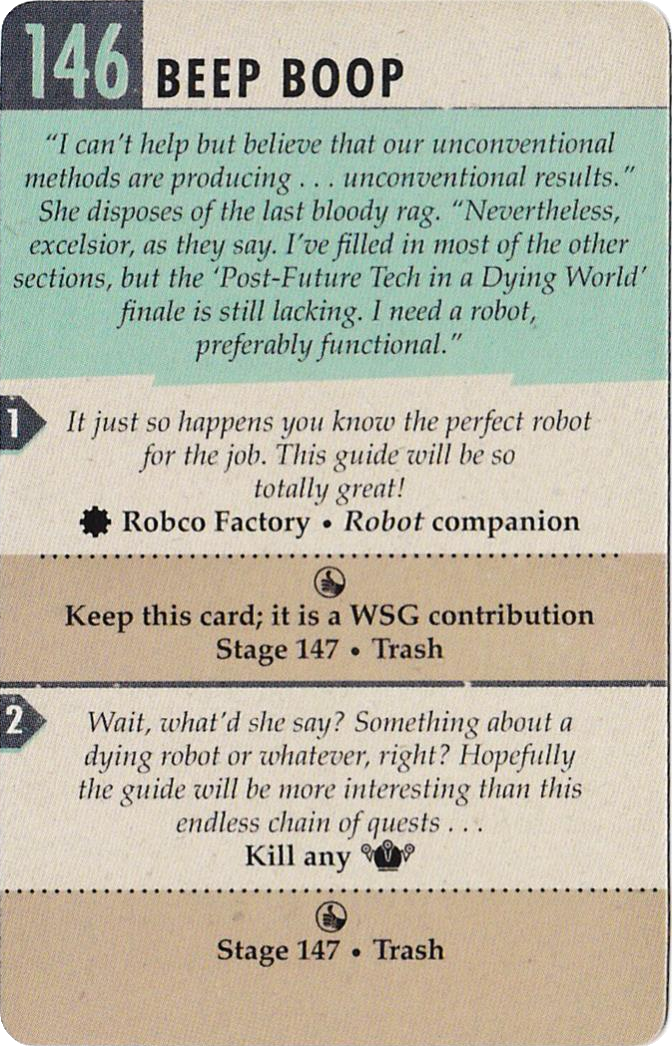 146 BEEP BOOP
“I can’t help but believe that our unconventional
methods are producing . . . unconventional results.”
She disposes of the last bloody rag. “Nevertheless,
excelsior, as they say. I’ve filled in most of the other
sections, but the ‘Post-Future Tech in a Dying World’
finale is still lacking. I need a robot,
preferably functional.”
1
It just so happens you know the perfect robot
for the job. This guide will be so
totally great!
Robco Factory • Robot companion
Keep this card; it is a WSG contribution
Stage 147 • Trash
2
Wait, what’d she say? Something about a
dying robot or whatever, right? Hopefully
the guide will be more interesting than this
endless chain of quests . . .
Kill any
Stage 147 • Trash